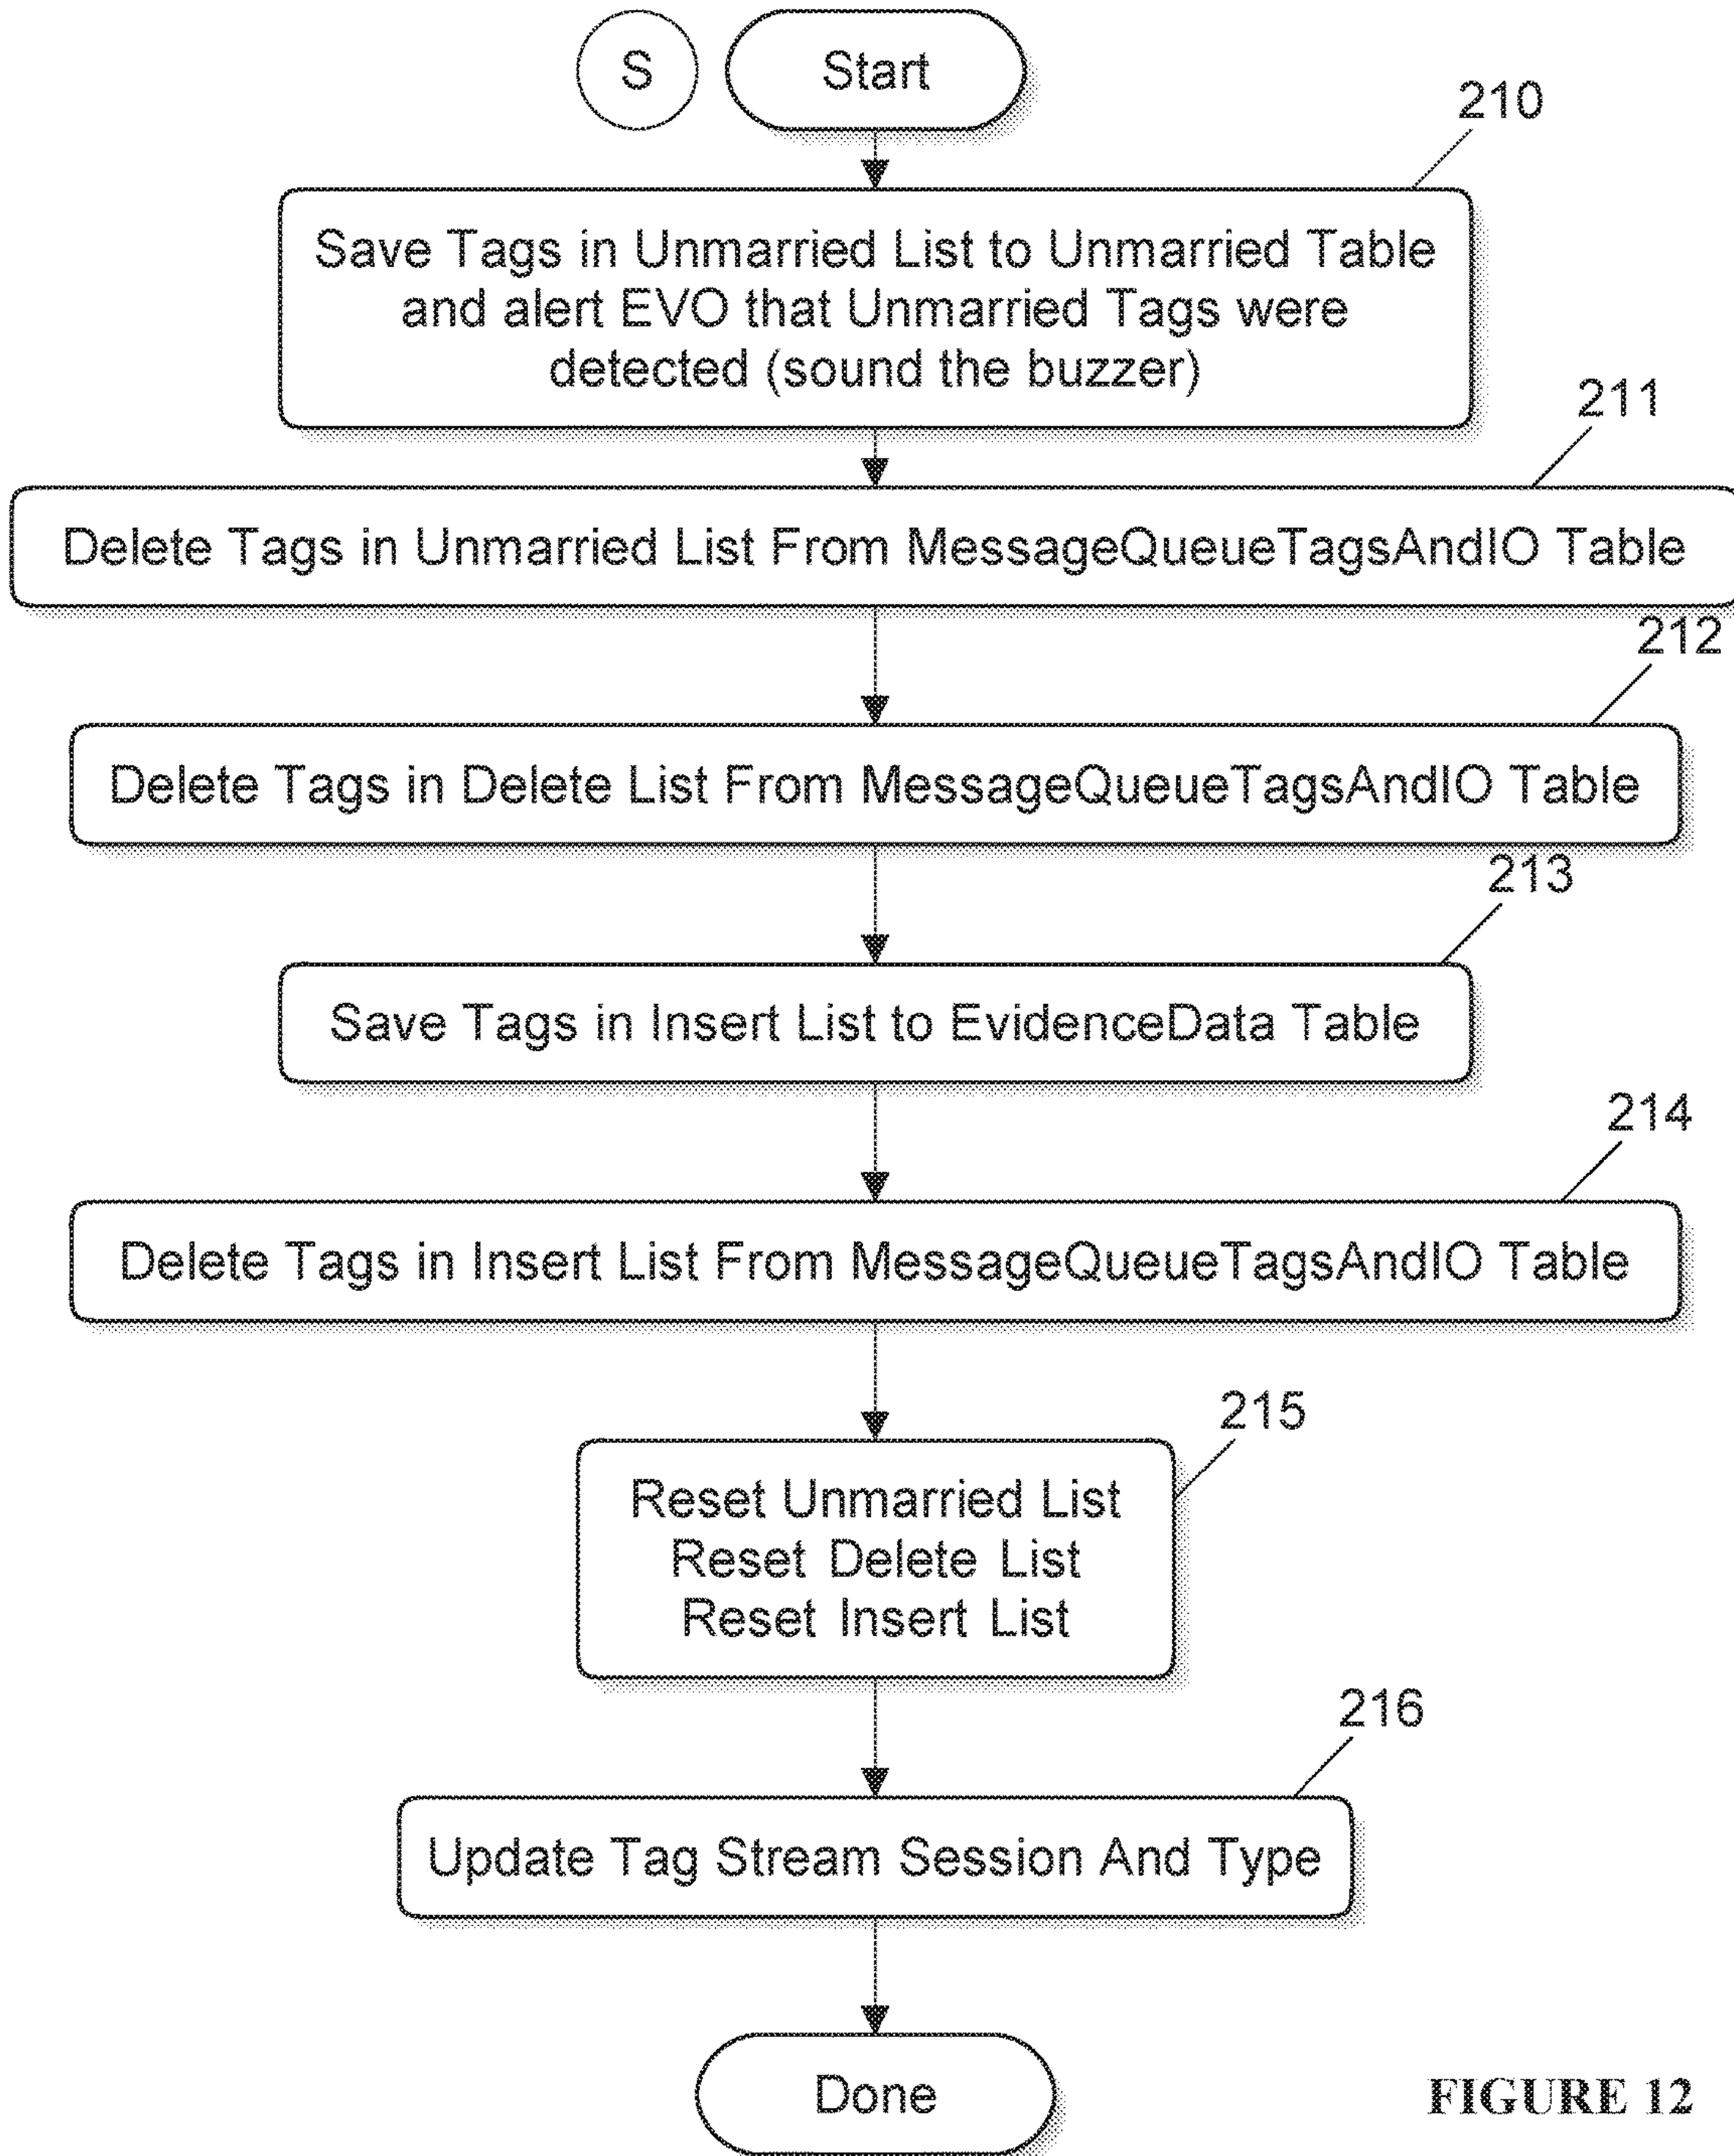 S
Start
210
Save Tags in Unmarried List to Unmarried Table
and alert EVO that Unmarried Tags were
detected (sound the buzzer)
211
Delete Tags in Unmarried List From MessageQueueTagsAndIO Table
212
Delete Tags in Delete List From MessageQueueTagsAndIO Table
213
Save Tags in Insert List to EvidenceData Table
214
Delete Tags in Insert List From MessageQueueTagsAndIO Table
215
Reset Unmarried List
Reset Delete List
Reset Insert List
216
Update Tag Stream Session And Type
Done
FIGURE 12